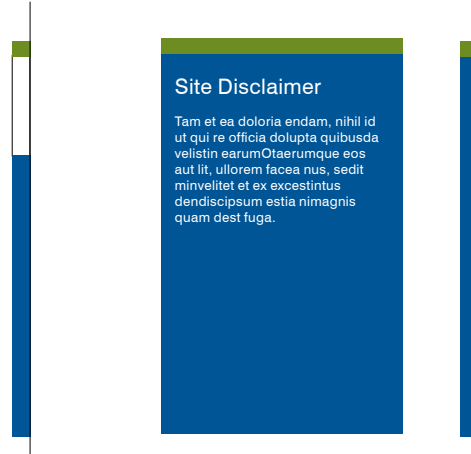 Site Disclaimer
Tam et ea doloria endam, nihil id
ut qui re officia dolupta quibusda
velistin earumOtaerumque eos
aut lit, ullorem facea nus, sedit
minvelitet et ex excestintus
dendiscipsum estia nimagnis
quam dest fuga.